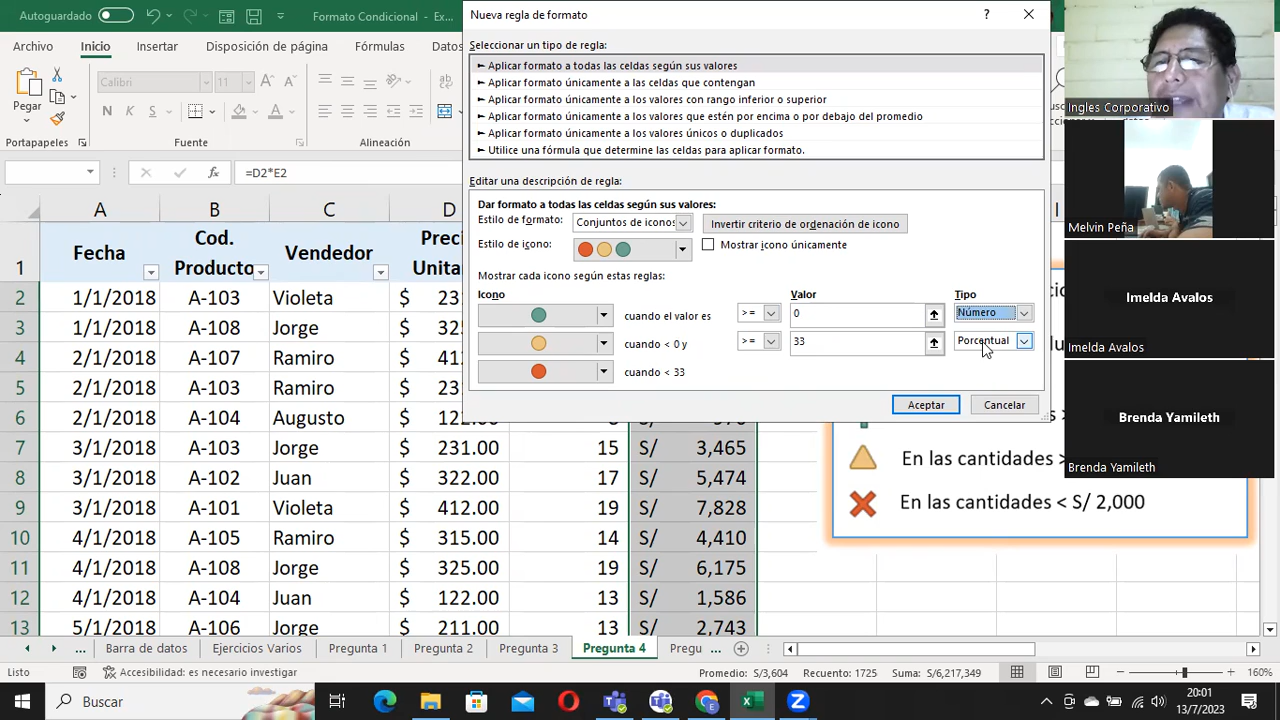 Autoguardado
Formato Condicional - Ex...
Archivo
Inicio
Insertar
Disposición de página
Fórmulas
Datos
Pegar
Calibri
11
N
K
S
Portapapeles
Fuente
Alineación
=D2*E2
A
B
C
D
I
Fecha
Cod.
Producto
Vendedor
1
2 1/1/2018 A-103 Violeta $
3 1/1/2018 A-108 Jorge $
4 2/1/2018 A-107 Ramiro $
5 2/1/2018 A-103 Ramiro $
6 2/1/2018 A-104 Augusto $
7 3/1/2018 A-103 Jorge $ 231.00 15 S/ 3,465
8 3/1/2018 A-102 Juan $ 322.00 17 S/ 5,474
9 3/1/2018 A-101 Violeta $ 412.00 19 S/ 7,828
10 4/1/2018 A-105 Ramiro $ 315.00 14 S/ 4,410
11 4/1/2018 A-108 Jorge $ 325.00 19 S/ 6,175
12 4/1/2018 A-104 Juan $ 122.00 13 S/ 1,586
13 5/1/2018 A-106 Jorge $ 211.00 13 S/ 2,743
Nueva regla de formato
?
Seleccionar un tipo de regla:
► Aplicar formato a todas las celdas según sus valores
► Aplicar formato únicamente a las celdas que contengan
► Aplicar formato únicamente a los valores con rango inferior o superior
► Aplicar formato únicamente a los valores que estén por encima o por debajo del promedio
► Aplicar formato únicamente a los valores únicos o duplicados
► Utilice una fórmula que determine las celdas para aplicar formato.
Editar una descripción de regla:
Dar formato a todas las celdas según sus valores:
Estilo de formato:
Conjuntos de iconos
Invertir criterio de ordenación de icono
Estilo de icono:
Mostrar icono únicamente
Mostrar cada icono según estas reglas:
Icono
Valor
Tipo
cuando el valor es >= 0 Número
cuando < 0 y >= 33 Porcentual
cuando < 33
Aceptar
Cancelar
En las cantidades >
En las cantidades < S/ 2,000
Ingles Corporativo
Melvin Peña
Imelda Avalos
Imelda Avalos
Brenda Yamileth
Brenda Yamileth
...
Barra de datos
Ejercicios Varios
Pregunta 1
Pregunta 2
Pregunta 3
Pregunta 4
Pregu
...
Listo
Accesibilidad: es necesario investigar
Promedio: S/3,604
Recuento: 1725
Suma: S/6,217,349
160%
Buscar
20:01
13/7/2023